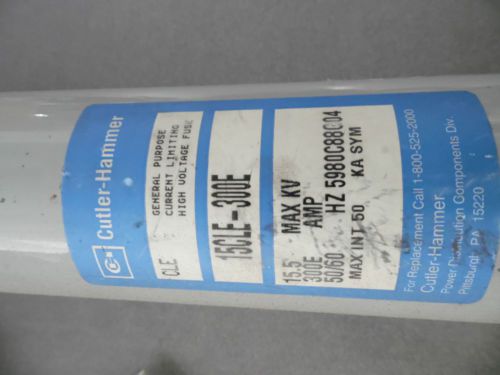 Cutler-Hammer
CLE
GENERAL PURPOSE
CURRENT LIMITING
HIGH VOLTAGE FUSE
15CLE-300E
15.5 MAX KV
300E AMP
50/60 HZ 5980C88G04
MAX INT 50 KA SYM
For Replacement Call 1-800-525-2000
Cutler-Hammer
Power Distribution Components Div.
Pittsburgh, PA 15220